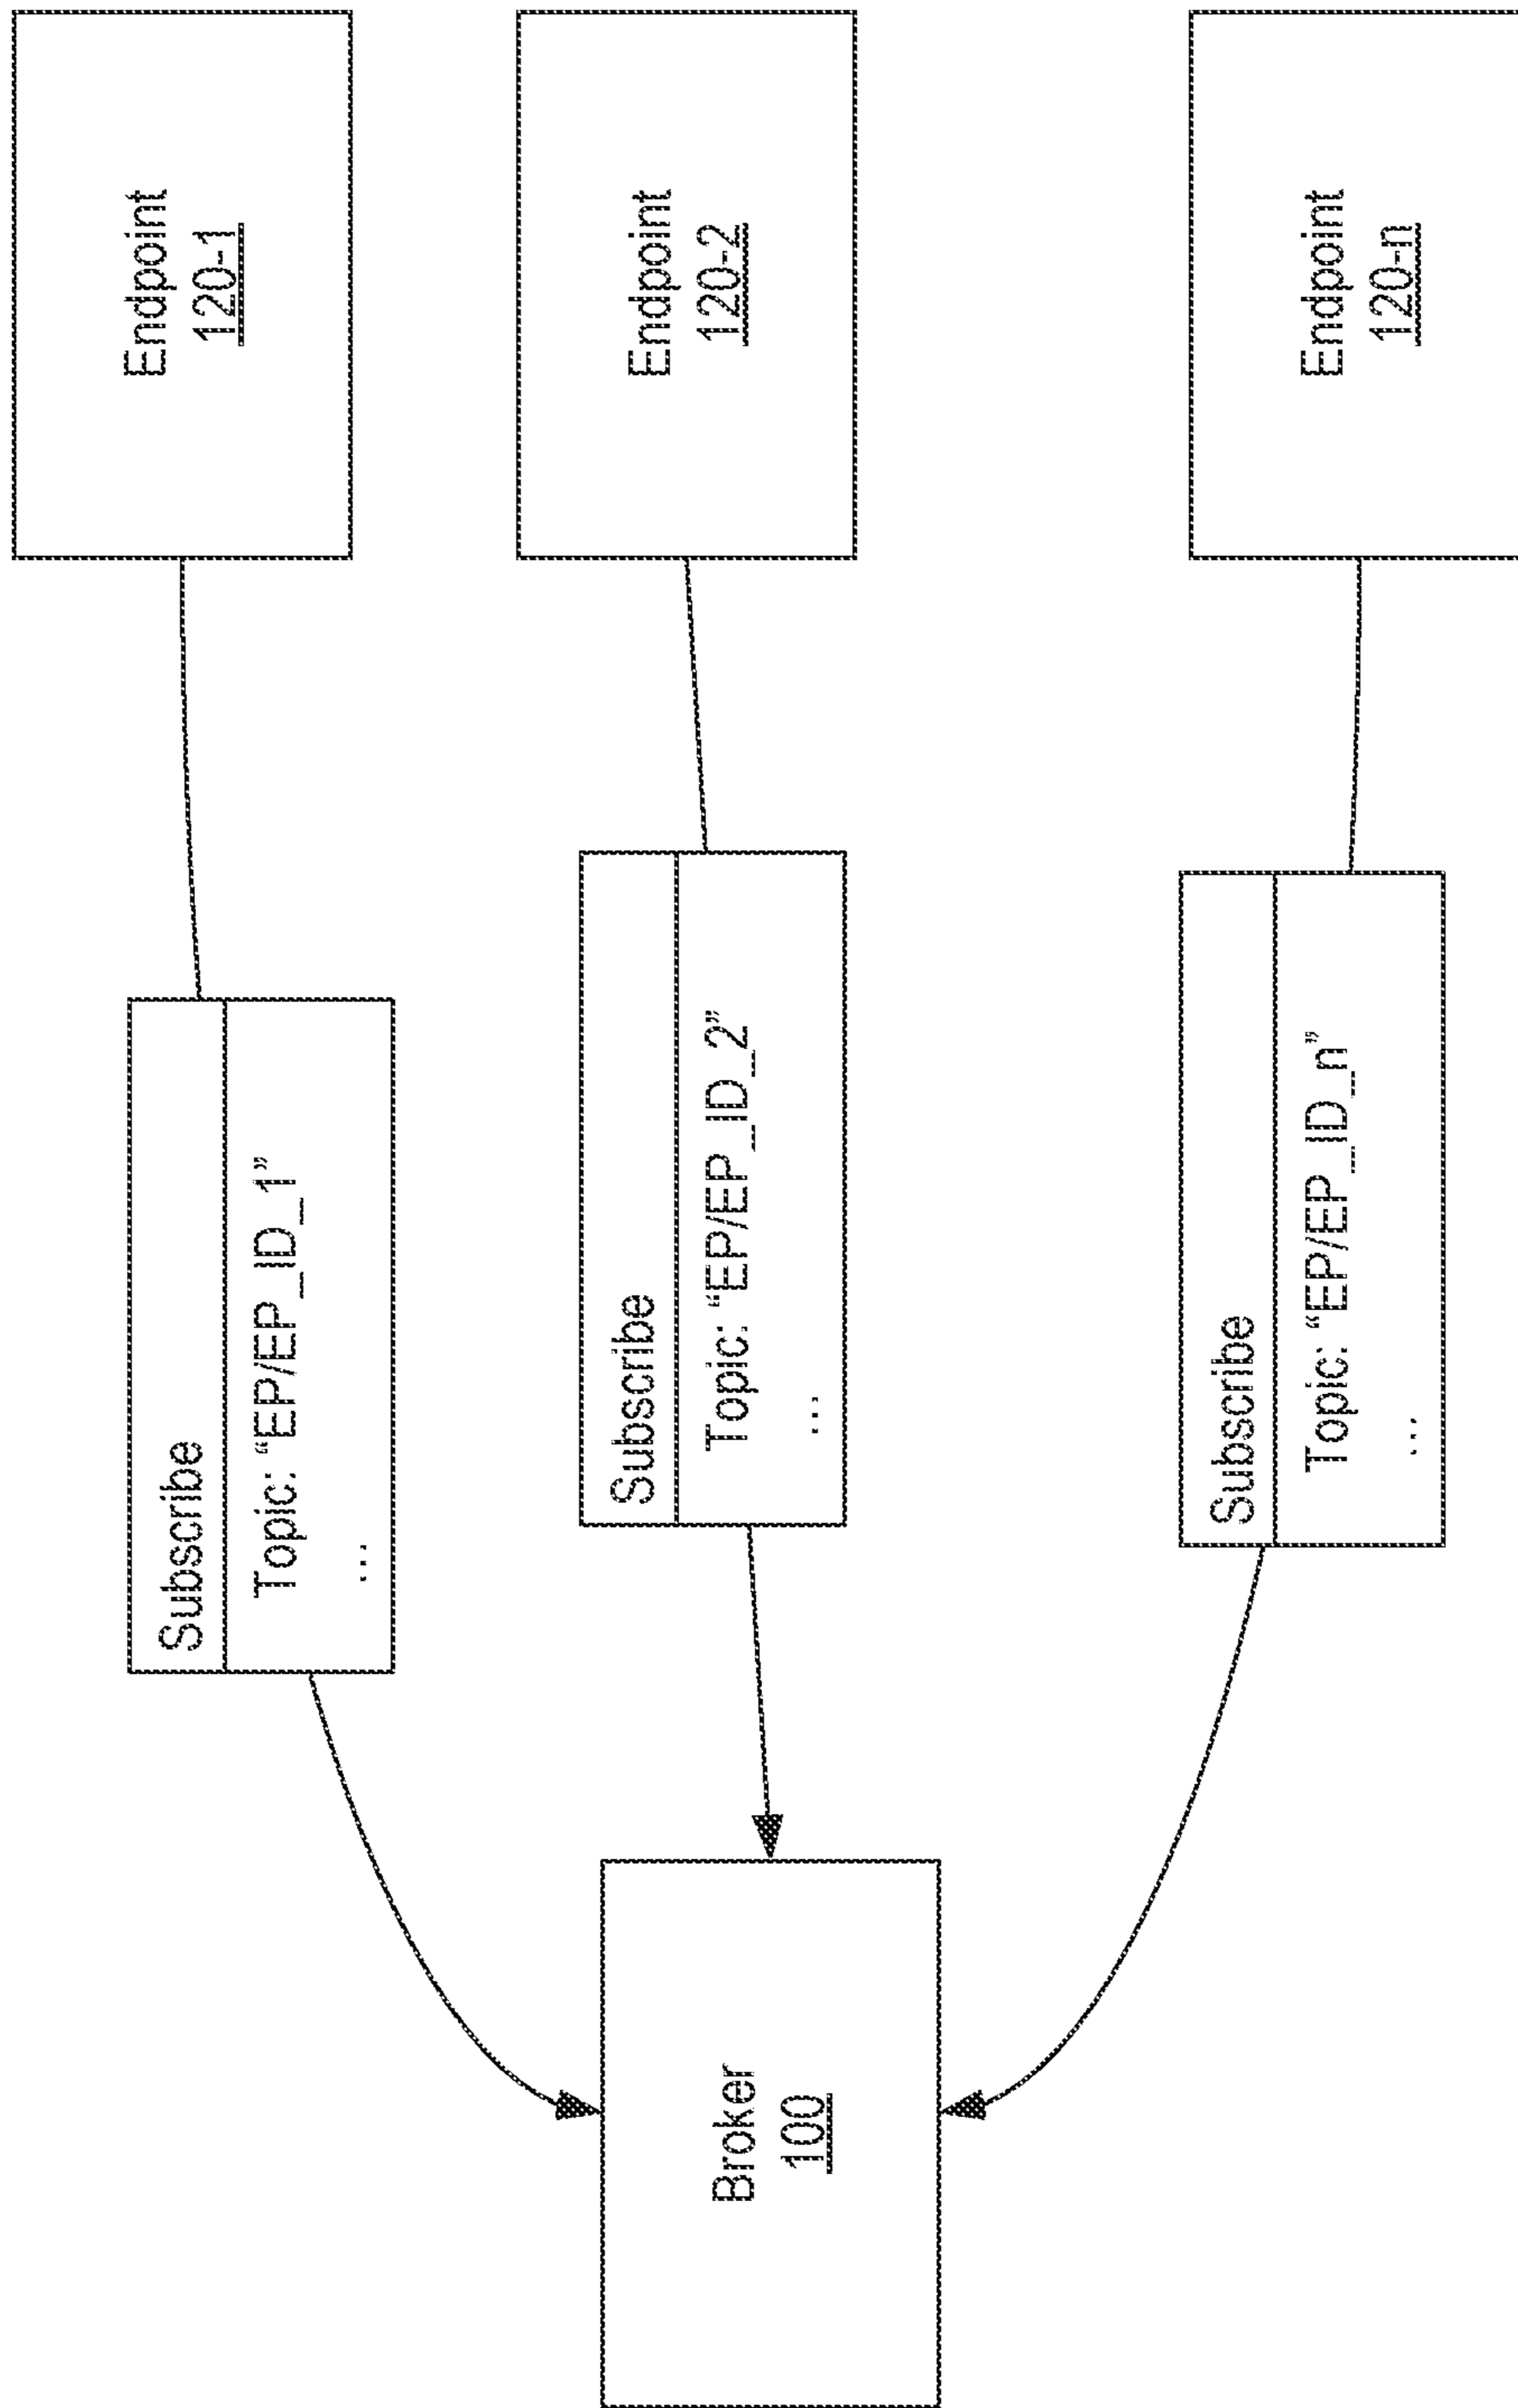 Endpoint
120-1
Subscribe
Topic: “EP/EP_ID_1”
...
Endpoint
120-2
Subscribe
Topic: “EP/EP_ID_2”
...
Broker
100
Endpoint
120-n
Subscribe
Topic: “EP/EP_ID_n”
...